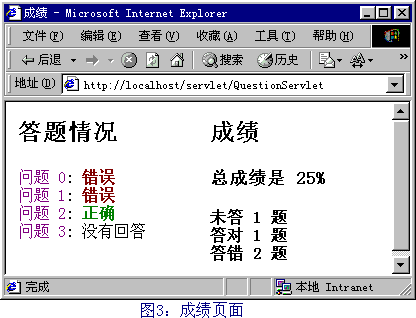 成绩 - Microsoft Internet Explorer
文件(F) 编辑(E) 查看(V) 收藏(A) 工具(T) 帮助(H)
后退 搜索 历史
地址(D) http://localhost/servlet/QuestionServlet
答题情况
问题 0: 错误
问题 1: 错误
问题 2: 正确
问题 3: 没有回答
成绩
总成绩是 25%
未答 1 题
答对 1 题
答错 2 题
完成 本地 Intranet
图3: 成绩页面